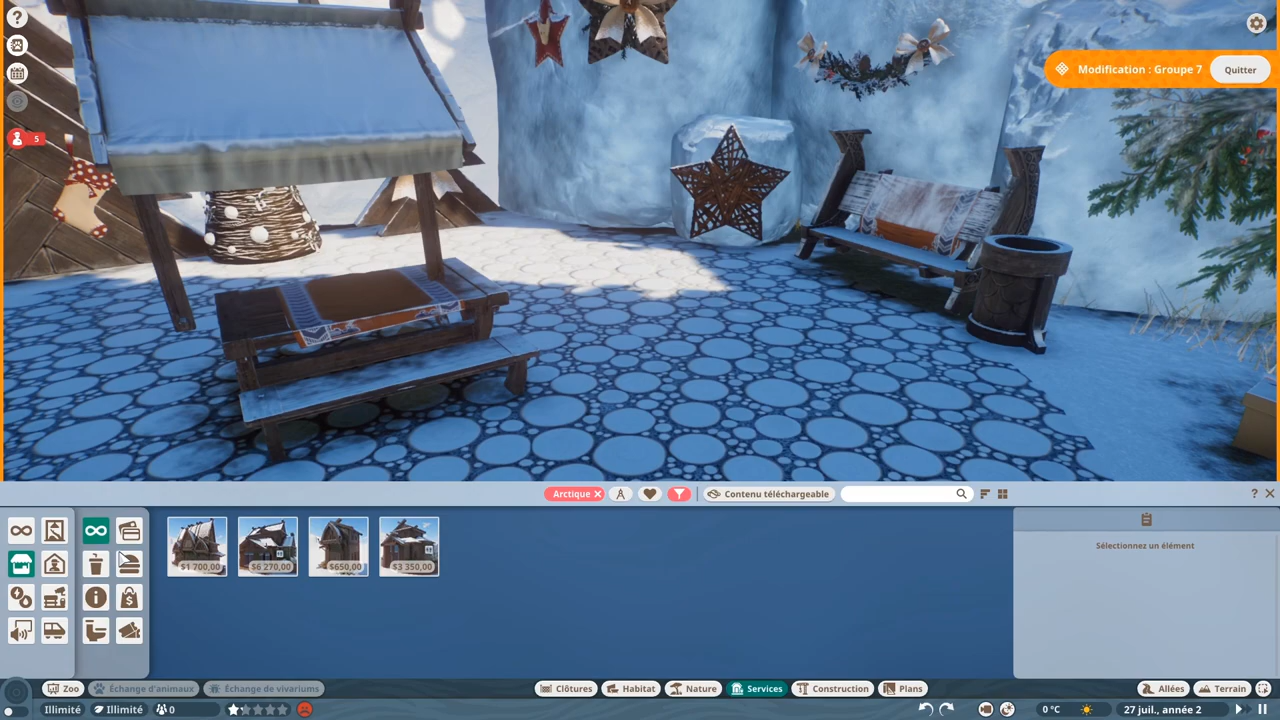 ?
5
Modification : Groupe 7
Quitter
Arctique ×
Contenu téléchargeable
? ×
$1 700,00
$6 270,00
$650,00
$3 350,00
Sélectionnez un élément
Zoo
Échange d'animaux
Échange de vivariums
Clôtures
Habitat
Nature
Services
Construction
Plans
Allées
Terrain
Illimité
Illimité
0
0 °C
27 juil., année 2